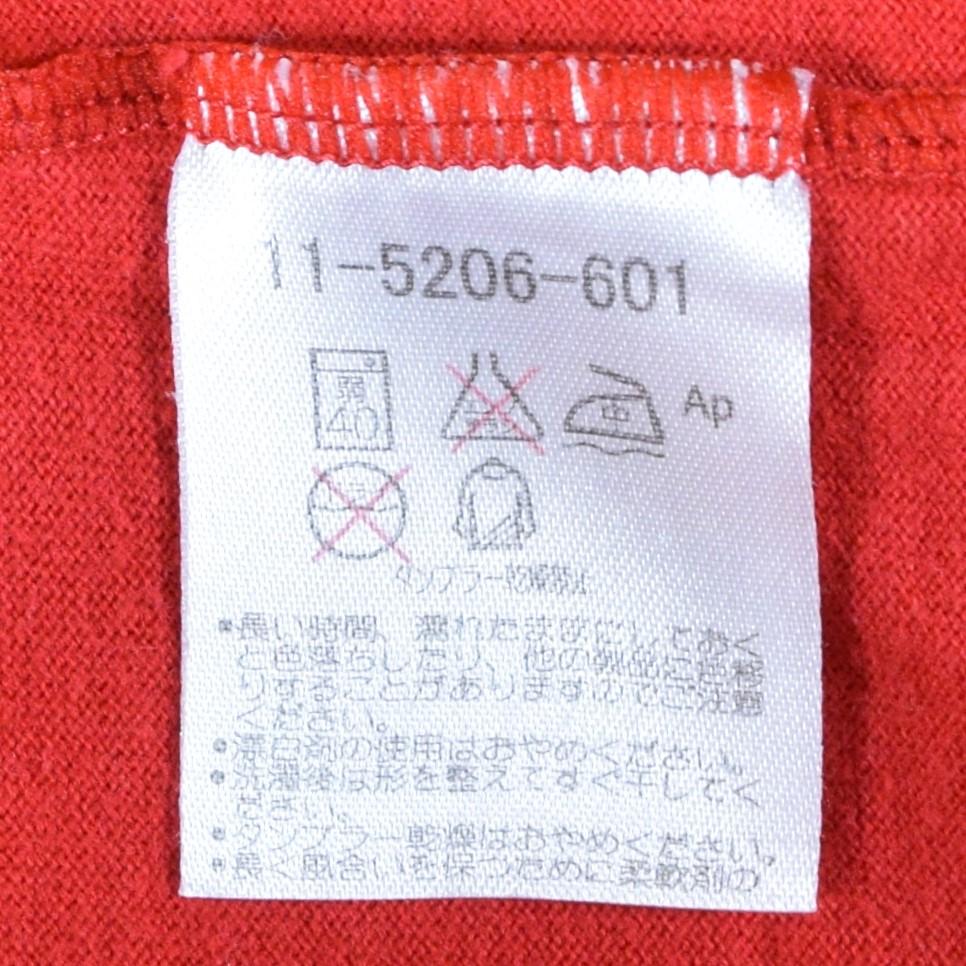 11-5206-601
弱
40
中
Ap
タンブラー乾燥禁止
•長い時間、濡れたままにしておく
と色落ちしたり、他の物品に色移
りすることがありますのでご注意
ください。
•漂白剤の使用はおやめください。
•洗濯後は形を整えてすぐ干してく
ださい。
•タンブラー乾燥はおやめください。
•長く風合いを保つために柔軟剤の